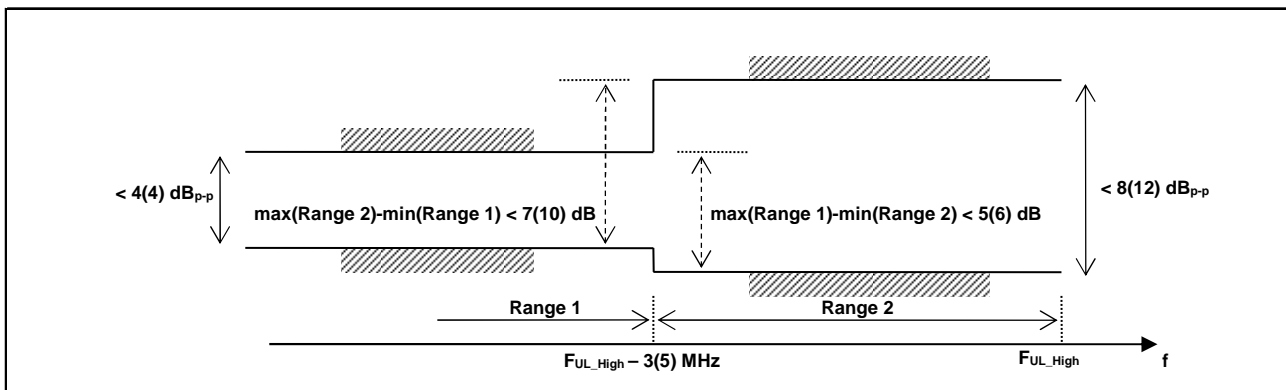 < 4(4) dBp-p
max(Range 2)-min(Range 1) < 7(10) dB
max(Range 1)-min(Range 2) < 5(6) dB
< 8(12) dBp-p
Range 1
Range 2
FUL_High – 3(5) MHz
FUL_High
f